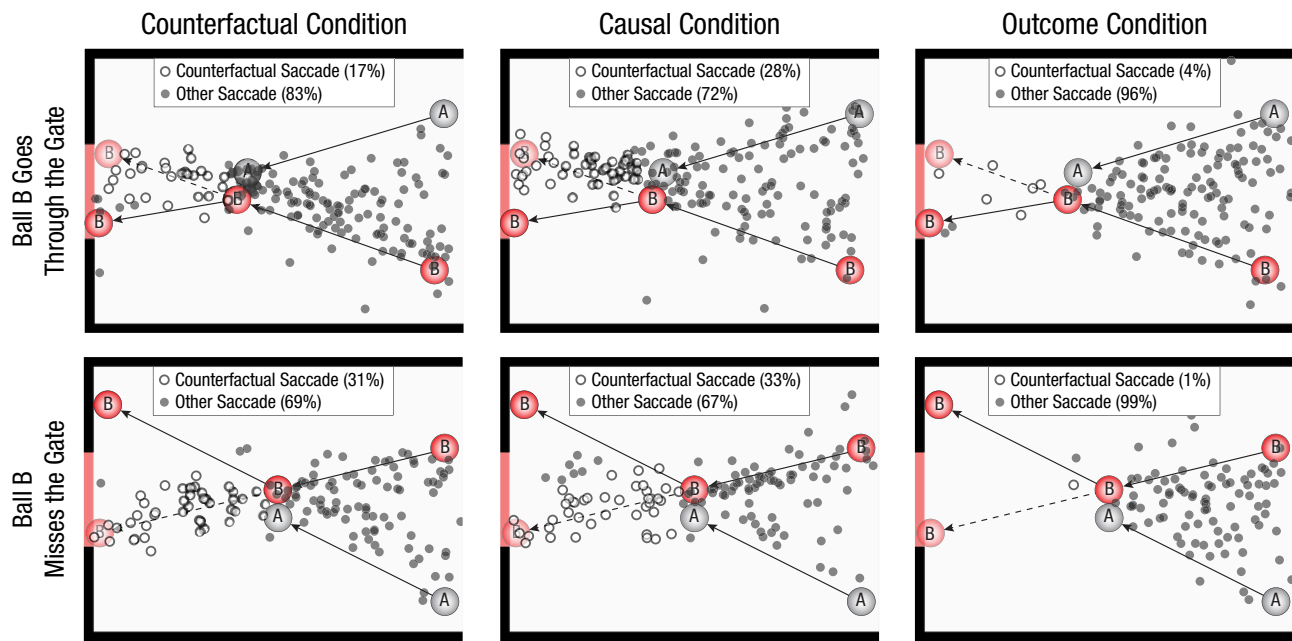 Counterfactual Condition
Causal Condition
Outcome Condition
Ball B Goes
Through the Gate
Counterfactual Saccade (17%)
Other Saccade (83%)
A
B
A
B
B
B
Counterfactual Saccade (28%)
Other Saccade (72%)
A
B
A
B
B
B
Counterfactual Saccade (4%)
Other Saccade (96%)
A
B
A
B
B
B
Ball B
Misses the Gate
Counterfactual Saccade (31%)
Other Saccade (69%)
B
B
B
A
B
A
Counterfactual Saccade (33%)
Other Saccade (67%)
B
B
B
A
B
A
Counterfactual Saccade (1%)
Other Saccade (99%)
B
B
B
A
B
A